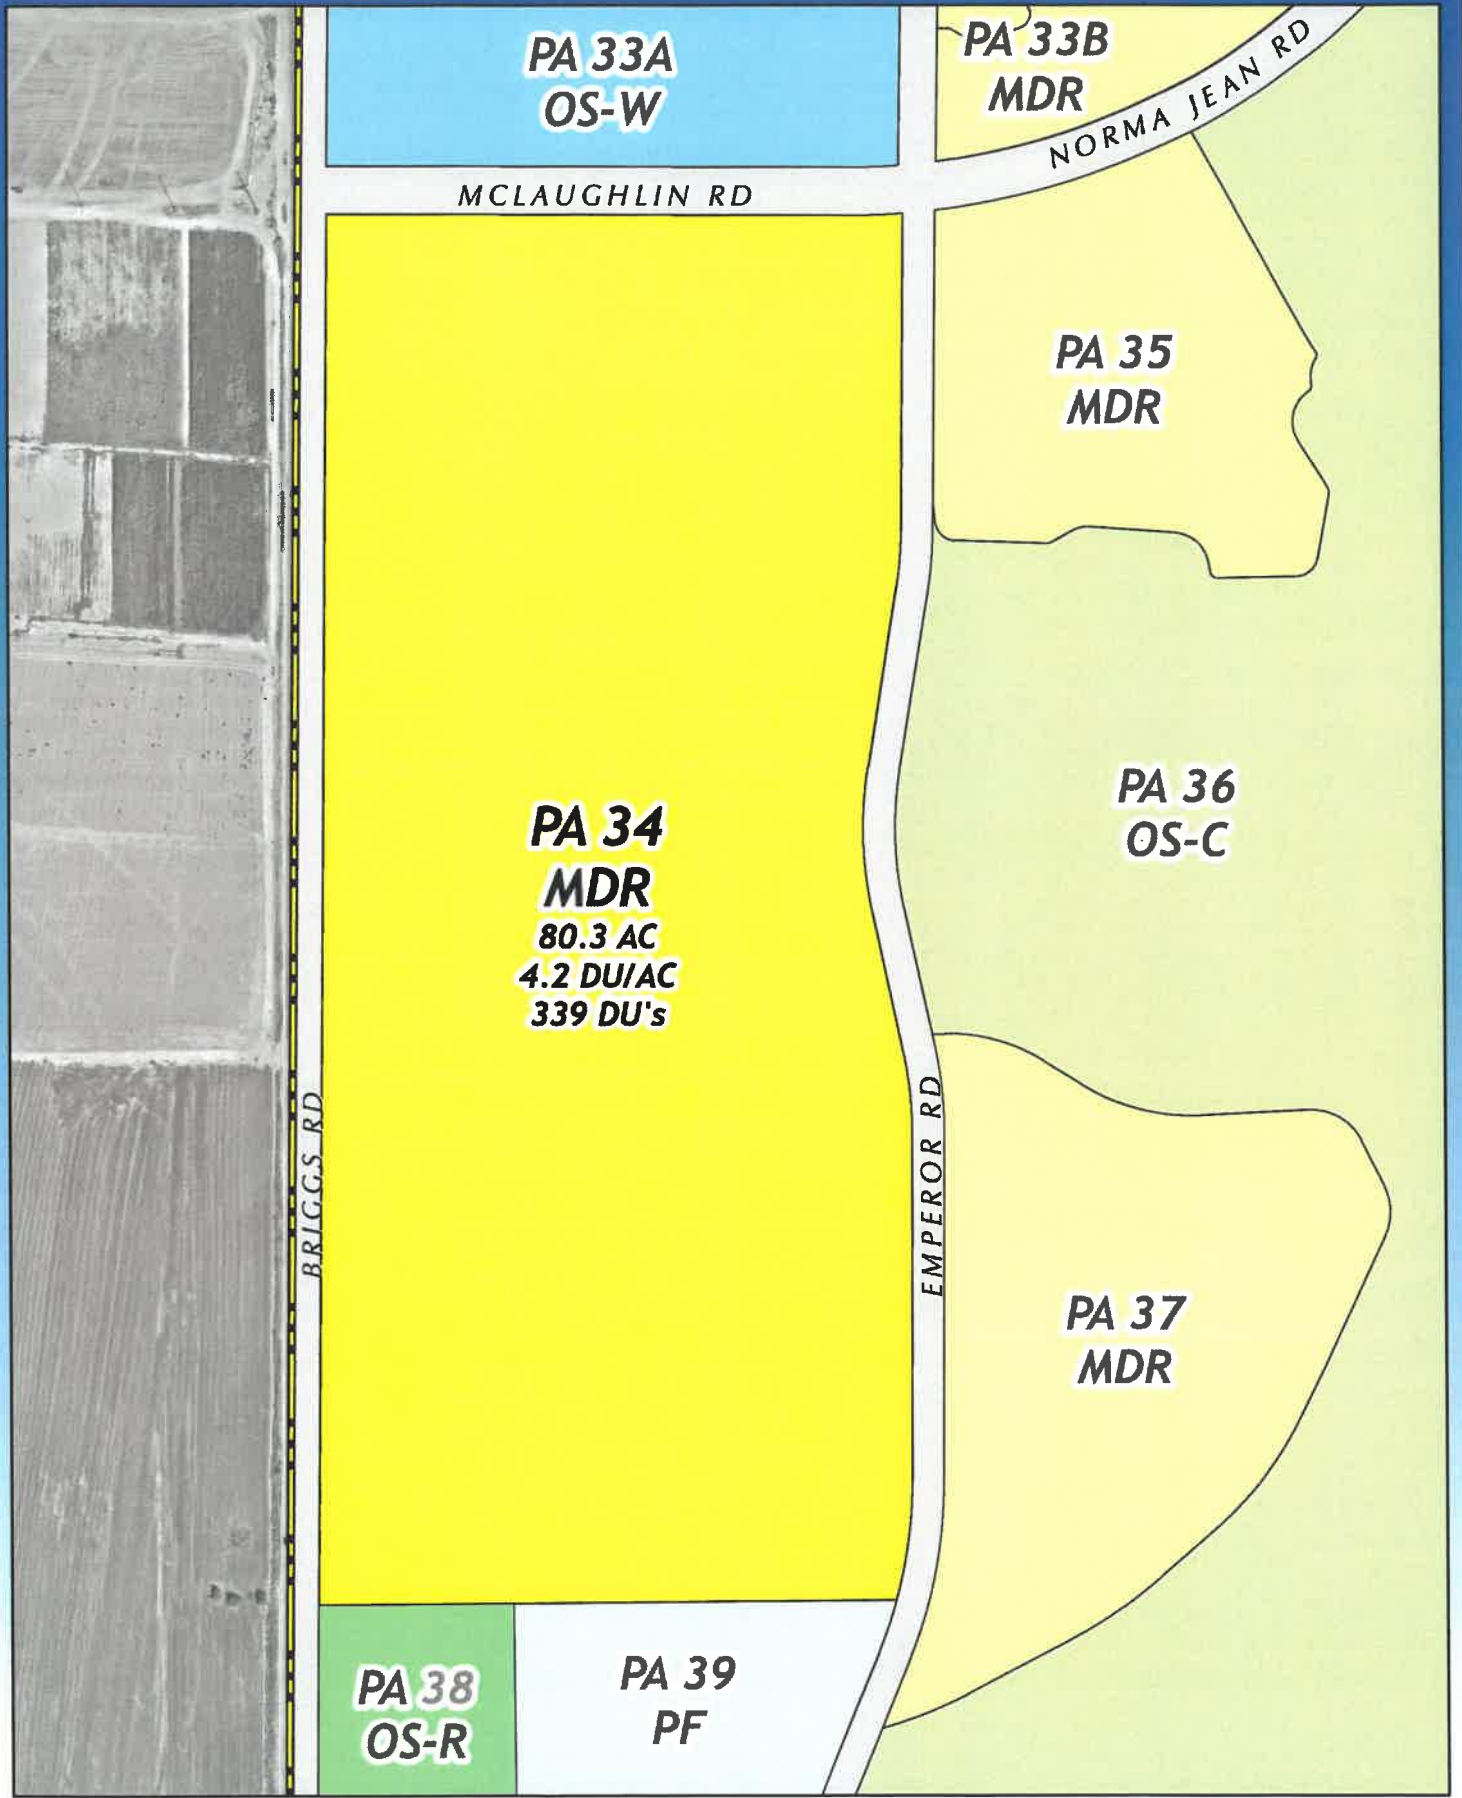 PA 33A
OS-W
PA 33B
MDR
NORMA JEAN RD
MCLAUGHLIN RD
PA 35
MDR
PA 36
OS-C
PA 34
MDR
80.3 AC
4.2 DU/AC
339 DU's
BRIGGS RD
EMPEROR RD
PA 37
MDR
PA 38
OS-R
PA 39
PF